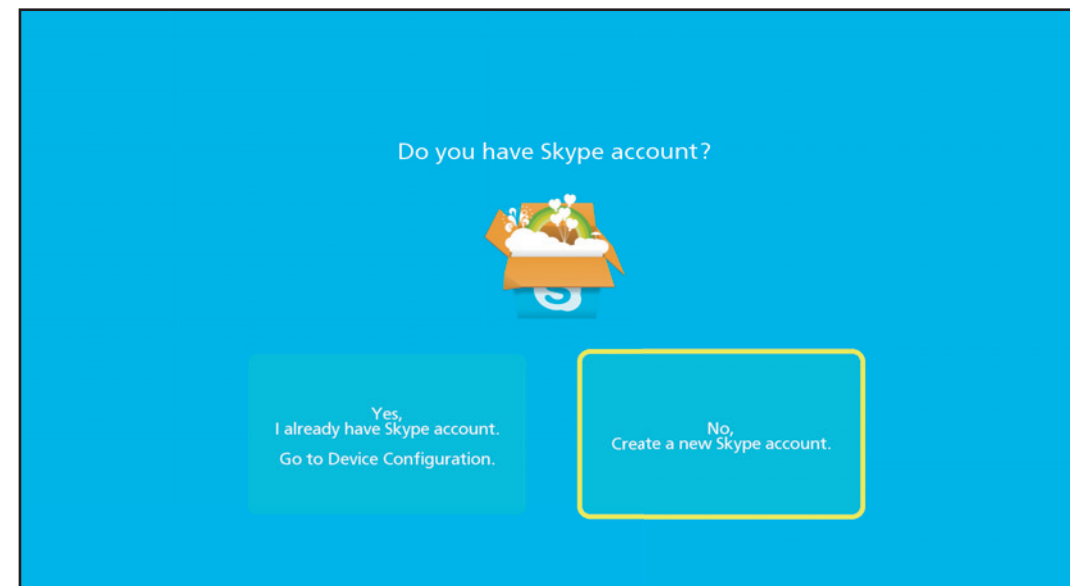 Do you have Skype account?
S
Yes,
I already have Skype account.
Go to Device Configuration.
No,
Create a new Skype account.